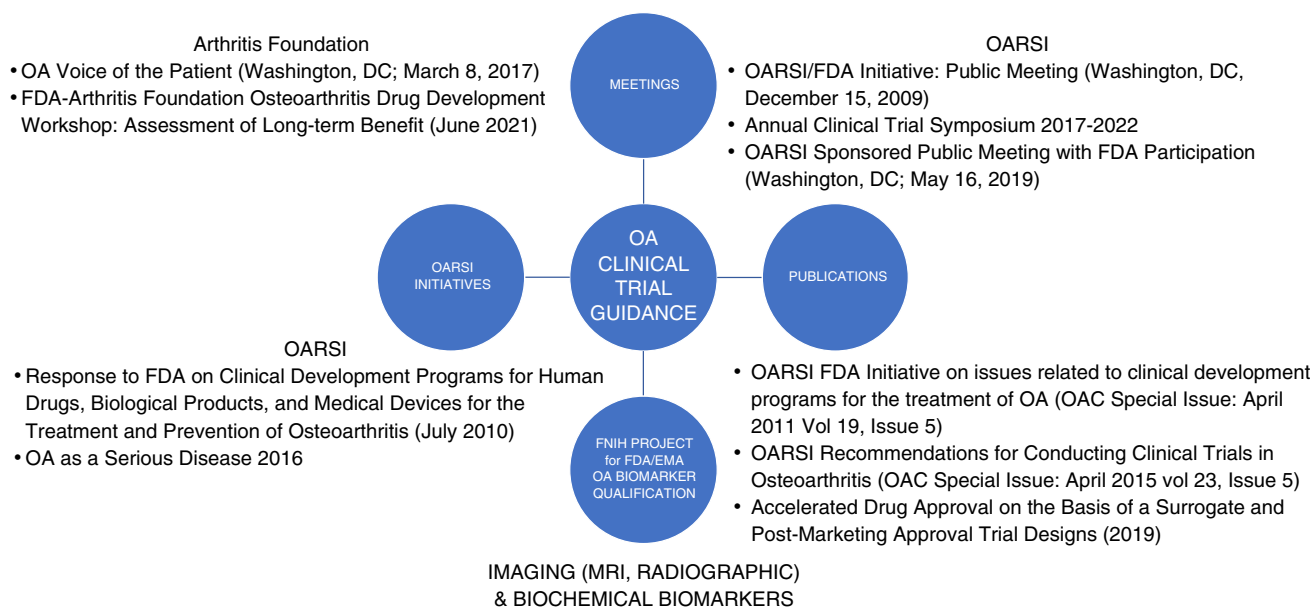 Arthritis Foundation
• OA Voice of the Patient (Washington, DC; March 8, 2017)
• FDA-Arthritis Foundation Osteoarthritis Drug Development
Workshop: Assessment of Long-term Benefit (June 2021)
MEETINGS
OARSI
• OARSI/FDA Initiative: Public Meeting (Washington, DC,
December 15, 2009)
• Annual Clinical Trial Symposium 2017-2022
• OARSI Sponsored Public Meeting with FDA Participation
(Washington, DC; May 16, 2019)
OARSI
INITIATIVES
OA
CLINICAL
TRIAL
GUIDANCE
PUBLICATIONS
OARSI
• Response to FDA on Clinical Development Programs for Human
Drugs, Biological Products, and Medical Devices for the
Treatment and Prevention of Osteoarthritis (July 2010)
• OA as a Serious Disease 2016
FNIH PROJECT
for FDA/EMA
OA BIOMARKER
QUALIFICATION
• OARSI FDA Initiative on issues related to clinical development
programs for the treatment of OA (OAC Special Issue: April
2011 Vol 19, Issue 5)
• OARSI Recommendations for Conducting Clinical Trials in
Osteoarthritis (OAC Special Issue: April 2015 vol 23, Issue 5)
• Accelerated Drug Approval on the Basis of a Surrogate and
Post-Marketing Approval Trial Designs (2019)
IMAGING (MRI, RADIOGRAPHIC)
& BIOCHEMICAL BIOMARKERS